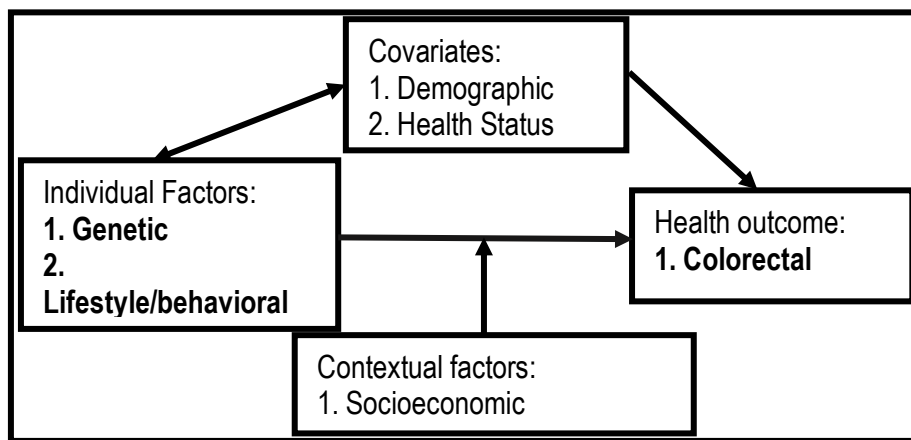 Covariates:
1. Demographic
2. Health Status
Individual Factors:
1. Genetic
2.
Lifestyle/behavioral
Health outcome:
1. Colorectal
Contextual factors:
1. Socioeconomic